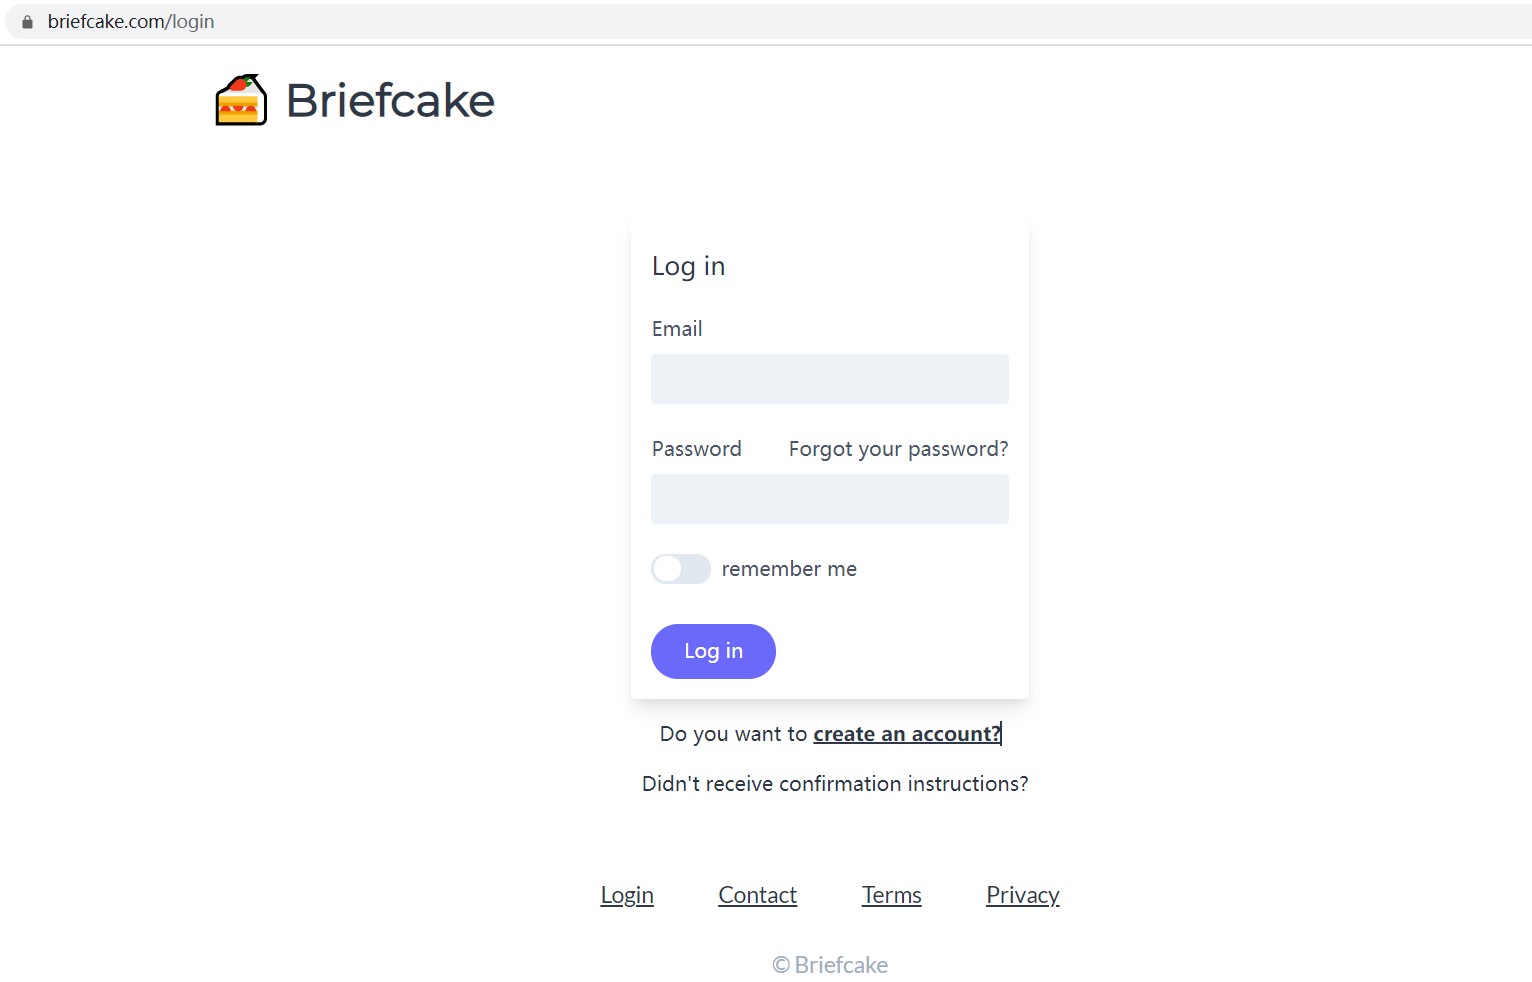 briefcake.com/login
Briefcake
Log in
Email
Password Forgot your password?
remember me
Log in
Do you want to create an account?
Didn't receive confirmation instructions?
Login Contact Terms Privacy
© Briefcake